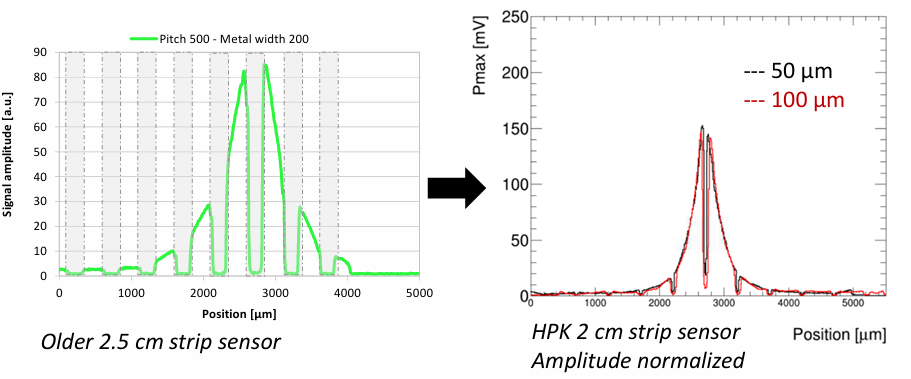 Pitch 500 - Metal width 200
90
80
70
60
50
40
30
20
10
0
Signal amplitude [a.u.]
0 1000 2000 3000 4000 5000
Position [µm]
Older 2.5 cm strip sensor
Pmax [mV]
250
200
150
100
50
0
--- 50 µm
--- 100 µm
0 1000 2000 3000 4000 5000
Position [µm]
HPK 2 cm strip sensor
Amplitude normalized